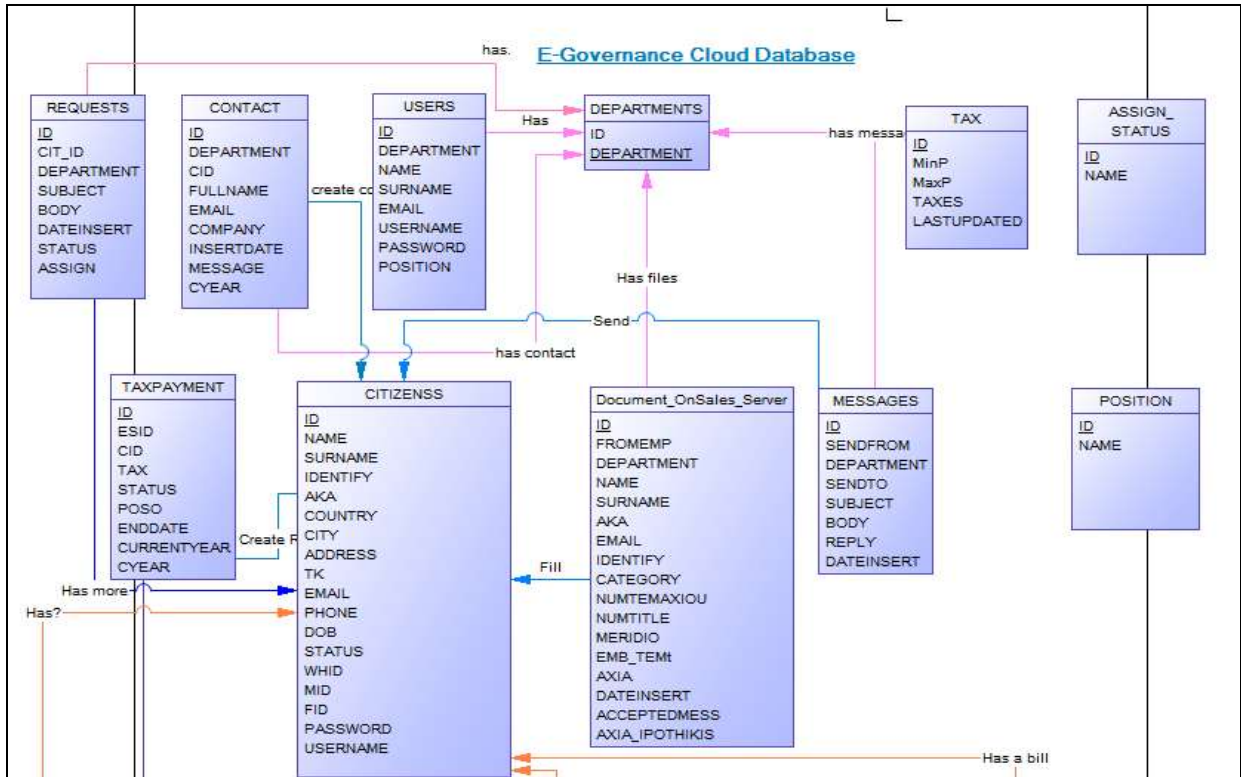 E-Governance Cloud Database
has.
REQUESTS
ID
CIT_ID
DEPARTMENT
SUBJECT
BODY
DATEINSERT
STATUS
ASSIGN
CONTACT
ID
DEPARTMENT
CID
FULLNAME
EMAIL
COMPANY
INSERTDATE
MESSAGE
CYEAR
create co
USERS
ID
DEPARTMENT
NAME
SURNAME
EMAIL
USERNAME
PASSWORD
POSITION
Has
DEPARTMENTS
ID
DEPARTMENT
has messa
TAX
ID
MinP
MaxP
TAXES
LASTUPDATED
ASSIGN_
STATUS
ID
NAME
Has files
Send
has contact
TAXPAYMENT
ID
ESID
CID
TAX
STATUS
POSO
ENDDATE
CURRENTYEAR
CYEAR
Create R
Has more
Has?
CITIZENSS
ID
NAME
SURNAME
IDENTIFY
AKA
COUNTRY
CITY
ADDRESS
TK
EMAIL
PHONE
DOB
STATUS
WHID
MID
FID
PASSWORD
USERNAME
Fill
Document_OnSales_Server
ID
FROMEMP
DEPARTMENT
NAME
SURNAME
AKA
EMAIL
IDENTIFY
CATEGORY
NUMTEMAXIOU
NUMTITLE
MERIDIO
EMB_TEMt
AXIA
DATEINSERT
ACCEPTEDMESS
AXIA_IPOTHIKIS
MESSAGES
ID
SENDFROM
DEPARTMENT
SENDTO
SUBJECT
BODY
REPLY
DATEINSERT
POSITION
ID
NAME
Has a bill